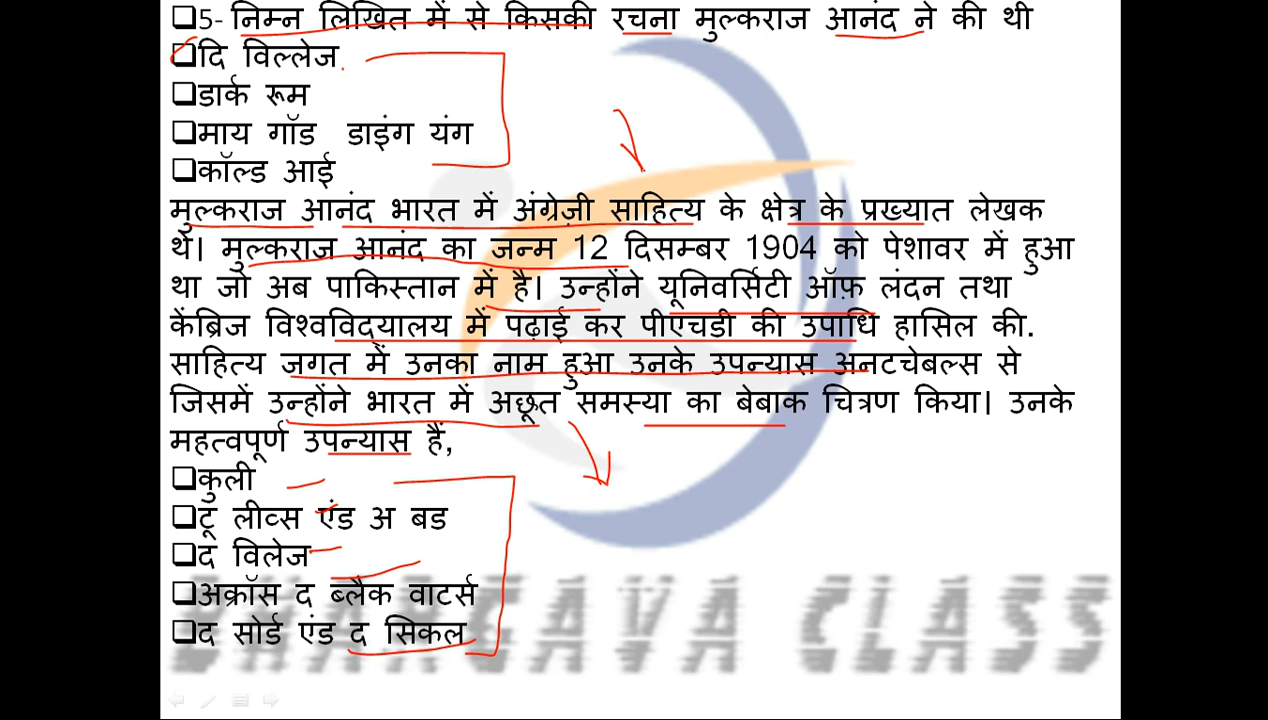 ❑5- निम्न लिखित में से किसकी रचना मुल्कराज आनंद ने की थी
❑दि विल्लेज
❑डार्क रूम
❑माय गॉड डाइंग यंग
❑कॉल्ड आई
मुल्कराज आनंद भारत में अंग्रेज़ी साहित्य के क्षेत्र के प्रख्यात लेखक
थे। मुल्कराज आनंद का जन्म 12 दिसम्बर 1904 को पेशावर में हुआ
था जो अब पाकिस्तान में है। उन्होंने यूनिवर्सिटी ऑफ़ लंदन तथा
केंब्रिज विश्वविद्यालय में पढ़ाई कर पीएचडी की उपाधि हासिल की.
साहित्य जगत में उनका नाम हुआ उनके उपन्यास अनटचेबल्स से
जिसमें उन्होंने भारत में अछूत समस्या का बेबाक चित्रण किया। उनके
महत्वपूर्ण उपन्यास हैं,
❑कुली
❑टू लीव्स एंड अ बड
❑द विलेज
❑अक्रॉस द ब्लैक वाटर्स
❑द सोर्ड एंड द सिकल
BHARGAVA CLASS